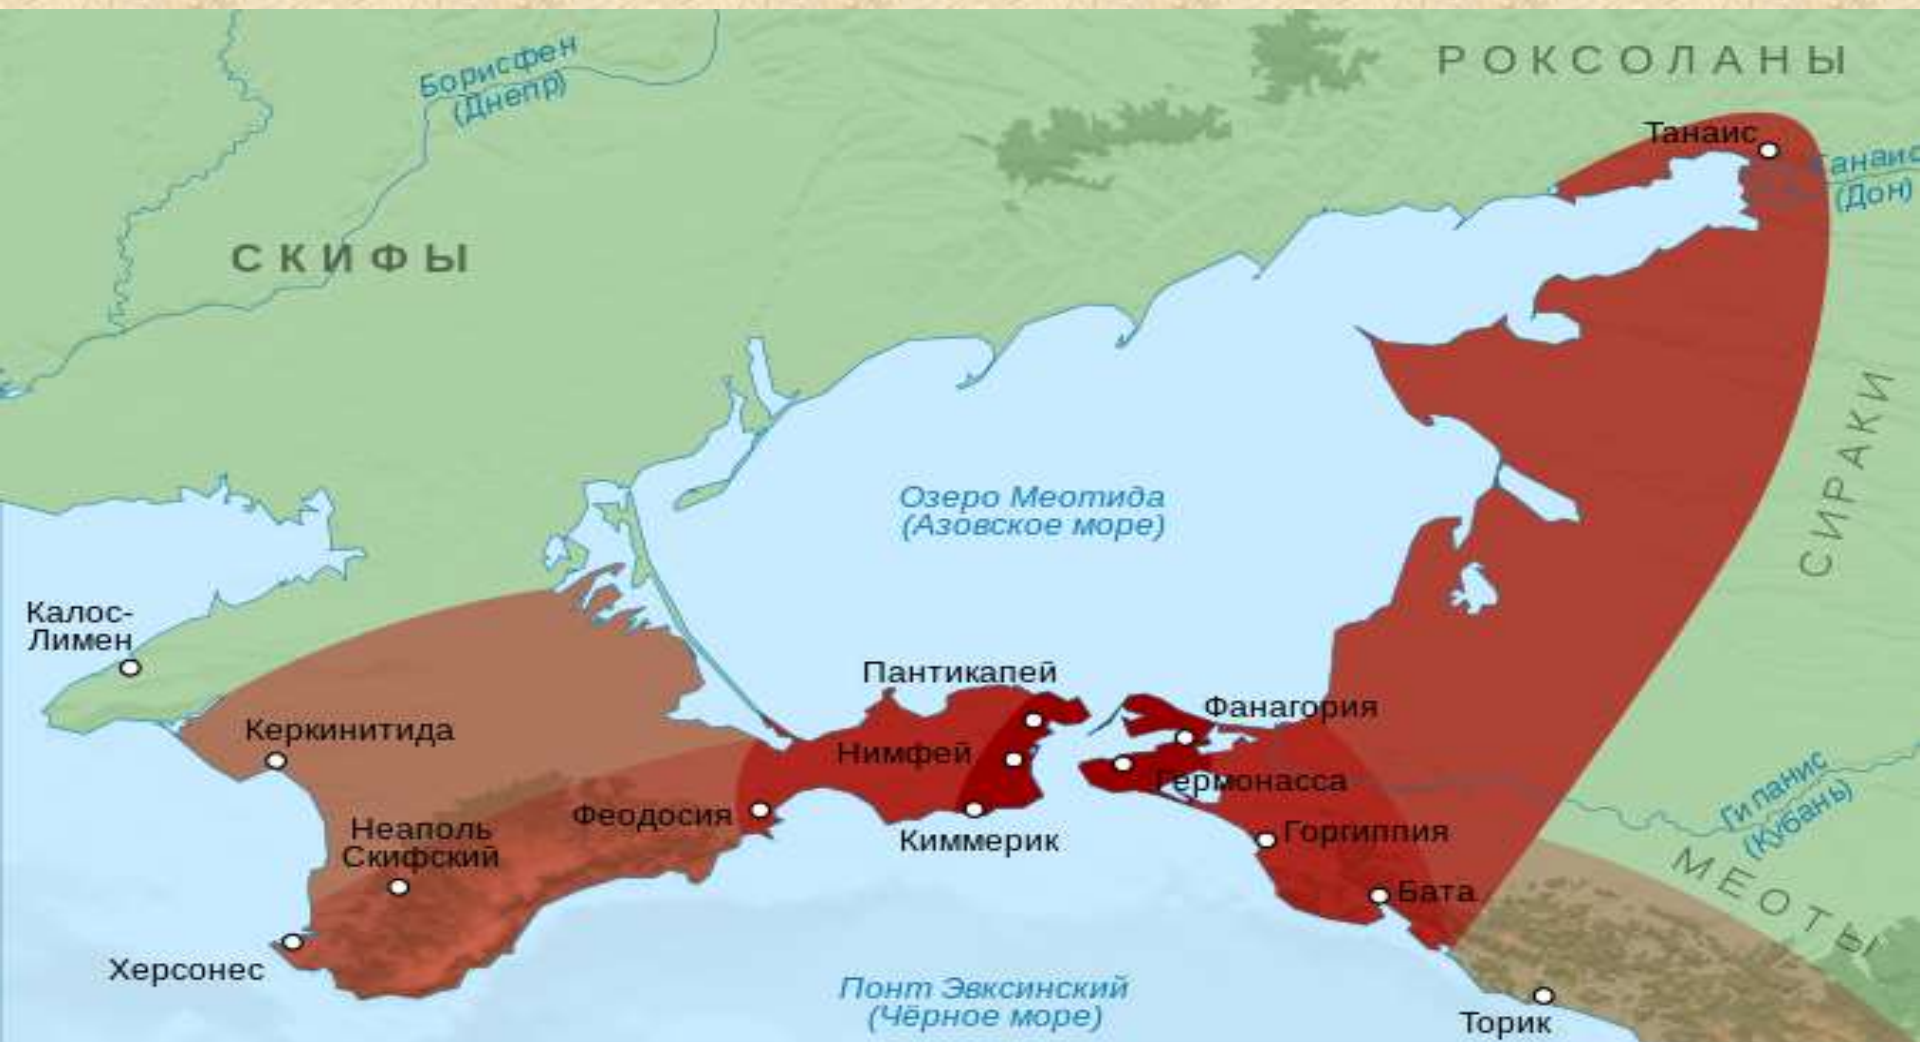 Борисфен
(Днепр)
РОКСОЛАНЫ
Танаис
Танаис
(Дон)
СКИФЫ
СИРАКИ
Озеро Меотида
(Азовское море)
Калос-
Лимен
Пантикапей
Фанагория
Керкинитида
Нимфей
Гермонасса
Гипанис
(Кубань)
Феодосия
Неаполь
Скифский
Киммерик
Горгиппия
МЕОТЫ
Бата
Херсонес
Понт Эвксинский
(Чёрное море)
Торик